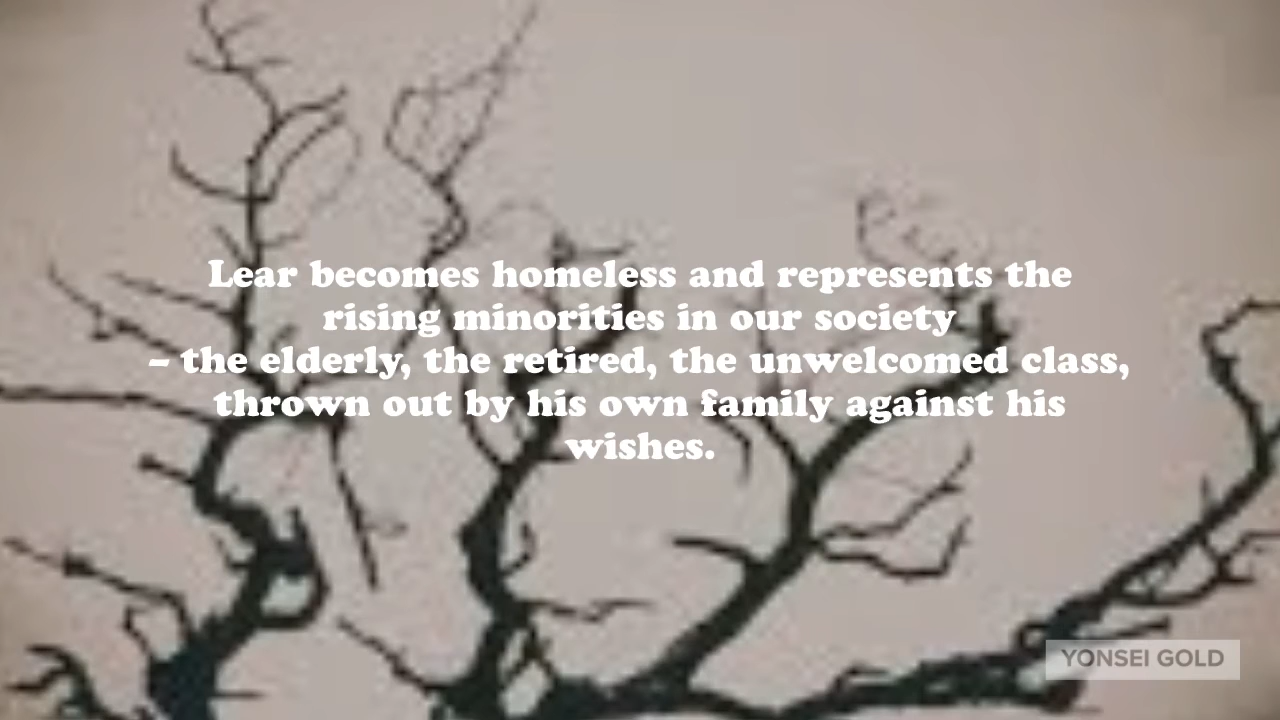 Lear becomes homeless and represents the
rising minorities in our society
– the elderly, the retired, the unwelcomed class,
thrown out by his own family against his
wishes.
YONSEI GOLD